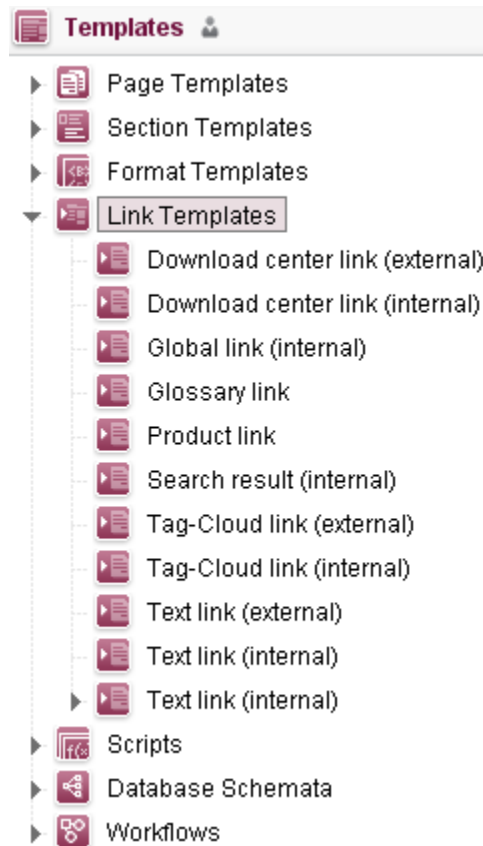 Templates
Page Templates
Section Templates
Format Templates
Link Templates
Download center link (external)
Download center link (internal)
Global link (internal)
Glossary link
Product link
Search result (internal)
Tag-Cloud link (external)
Tag-Cloud link (internal)
Text link (external)
Text link (internal)
Text link (internal)
Scripts
Database Schemata
Workflows